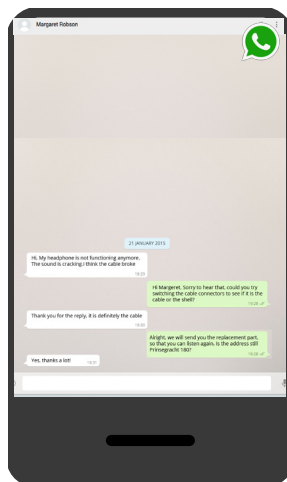 Margaret Robson
21 JANUARY 2015
Hi, My headphone is not functioning anymore.
The sound is cracking.I think the cable broke
Hi Margeret, Sorry to hear that, could you try
switching the cable connectors to see if it is the
cable or the shell?
Thank you for the reply, it is definitely the cable
Alright, we will send you the replacement part,
so that you can listen again. Is the address still
Prinsegracht 180?
Yes, thanks a lot!